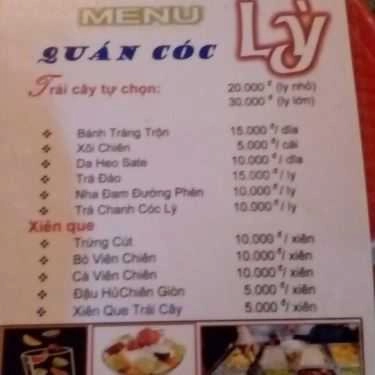 MENU
QUÁN CÓC LỲ
Trái cây tự chọn: 20.000 đ (ly nhỏ)
30.000 đ (ly lớn)
❖ Bánh Tráng Trộn 15.000 đ/ dĩa
❖ Xôi Chiên 5.000 đ/ cái
❖ Da Heo Sate 10.000 đ/ dĩa
❖ Trà Đào 15.000 đ/ ly
❖ Nha Đam Đường Phèn 10.000 đ/ ly
❖ Trà Chanh Cóc Lỳ 10.000 đ/ ly
Xiên que
❖ Trứng Cút 10.000 đ/ xiên
❖ Bò Viên Chiên 10.000 đ/ xiên
❖ Cá Viên Chiên 10.000 đ/ xiên
❖ Đậu HủChiên Giòn 5.000 đ/ xiên
❖ Xiên Que Trái Cây 5.000 đ/ xiên